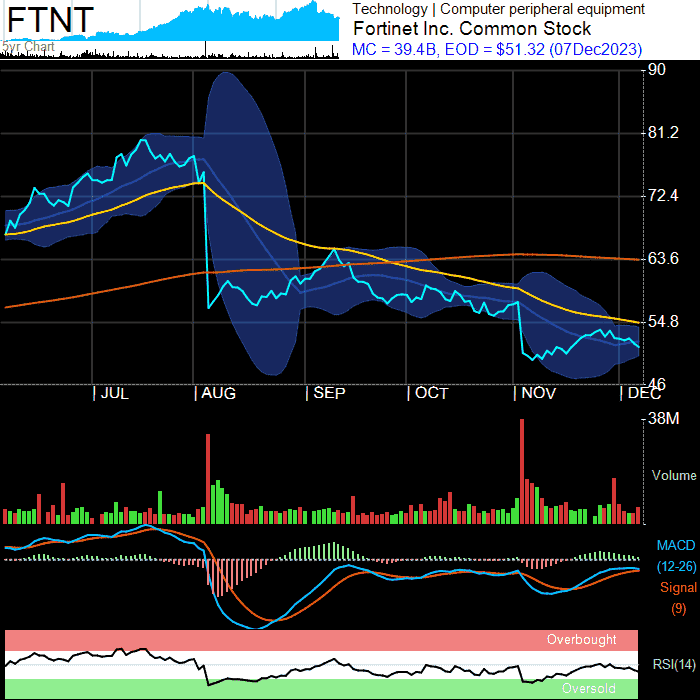 FTNT
5yr Chart
Technology | Computer peripheral equipment
Fortinet Inc. Common Stock
MC = 39.4B, EOD = $51.32 (07Dec2023)
90
81.2
72.4
63.6
54.8
46
| JUL | AUG | SEP | OCT | NOV | DEC
38M
Volume
MACD
(12-26)
Signal
(9)
Overbought
RSI(14)
Oversold